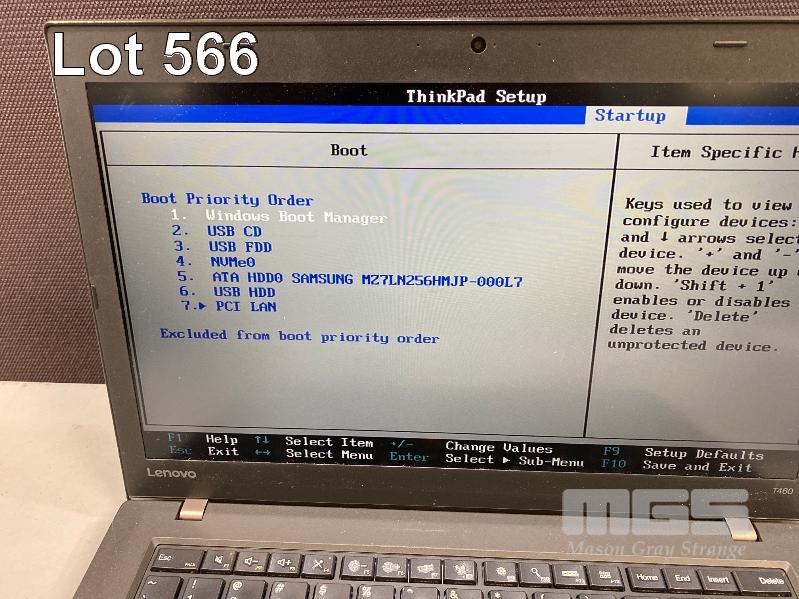 Lot 566
ThinkPad Setup
Startup
Boot
Item Specific H
Boot Priority Order
1. Windows Boot Manager
2. USB CD
3. USB FDD
4. NVMe0
5. ATA HDD0 SAMSUNG MZ7LN256HMJP-000L7
6. USB HDD
7.▸ PCI LAN
Excluded from boot priority order
Keys used to view
configure devices:
and ↓ arrows select
device. '+' and '-'
move the device up
down. 'Shift + 1'
enables or disables
device. 'Delete'
deletes an
unprotected device.
F1 Help ↑↓ Select Item +/- Change Values F9 Setup Defaults
Esc Exit ←→ Select Menu Enter Select ▸ Sub-Menu F10 Save and Exit
Lenovo
T460
MGS
Mason Gray Strange
Esc
Home End Insert Delete